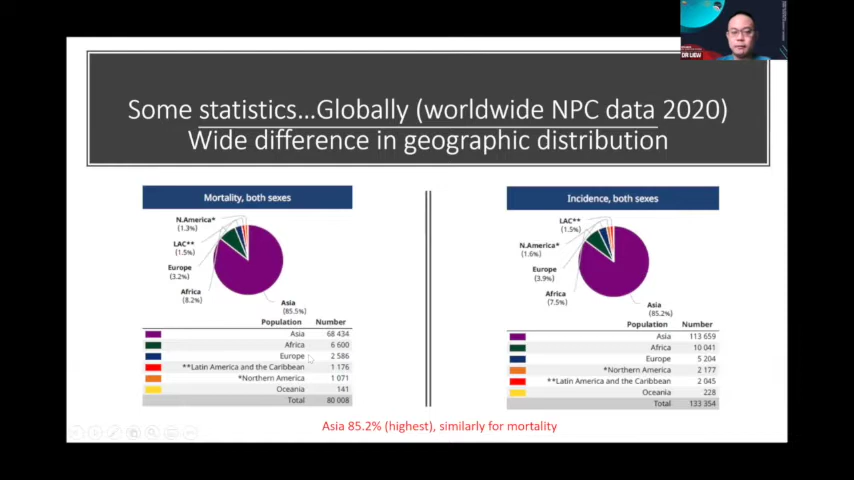 Some statistics...Globally (worldwide NPC data 2020)
Wide difference in geographic distribution
DR LIEW
Mortality, both sexes
N.America*
(1.3%)
LAC**
(1.5%)
Europe
(3.2%)
Africa
(8.2%)
Asia
(85.5%)
Population Number
Asia 68 434
Africa 6 600
Europe 2 586
**Latin America and the Caribbean 1 176
*Northern America 1 071
Oceania 141
Total 80 008
Incidence, both sexes
LAC**
(1.5%)
N.America*
(1.6%)
Europe
(3.9%)
Africa
(7.5%)
Asia
(85.2%)
Population Number
Asia 113 659
Africa 10 041
Europe 5 204
*Northern America 2 177
**Latin America and the Caribbean 2 045
Oceania 228
Total 133 354
Asia 85.2% (highest), similarly for mortality